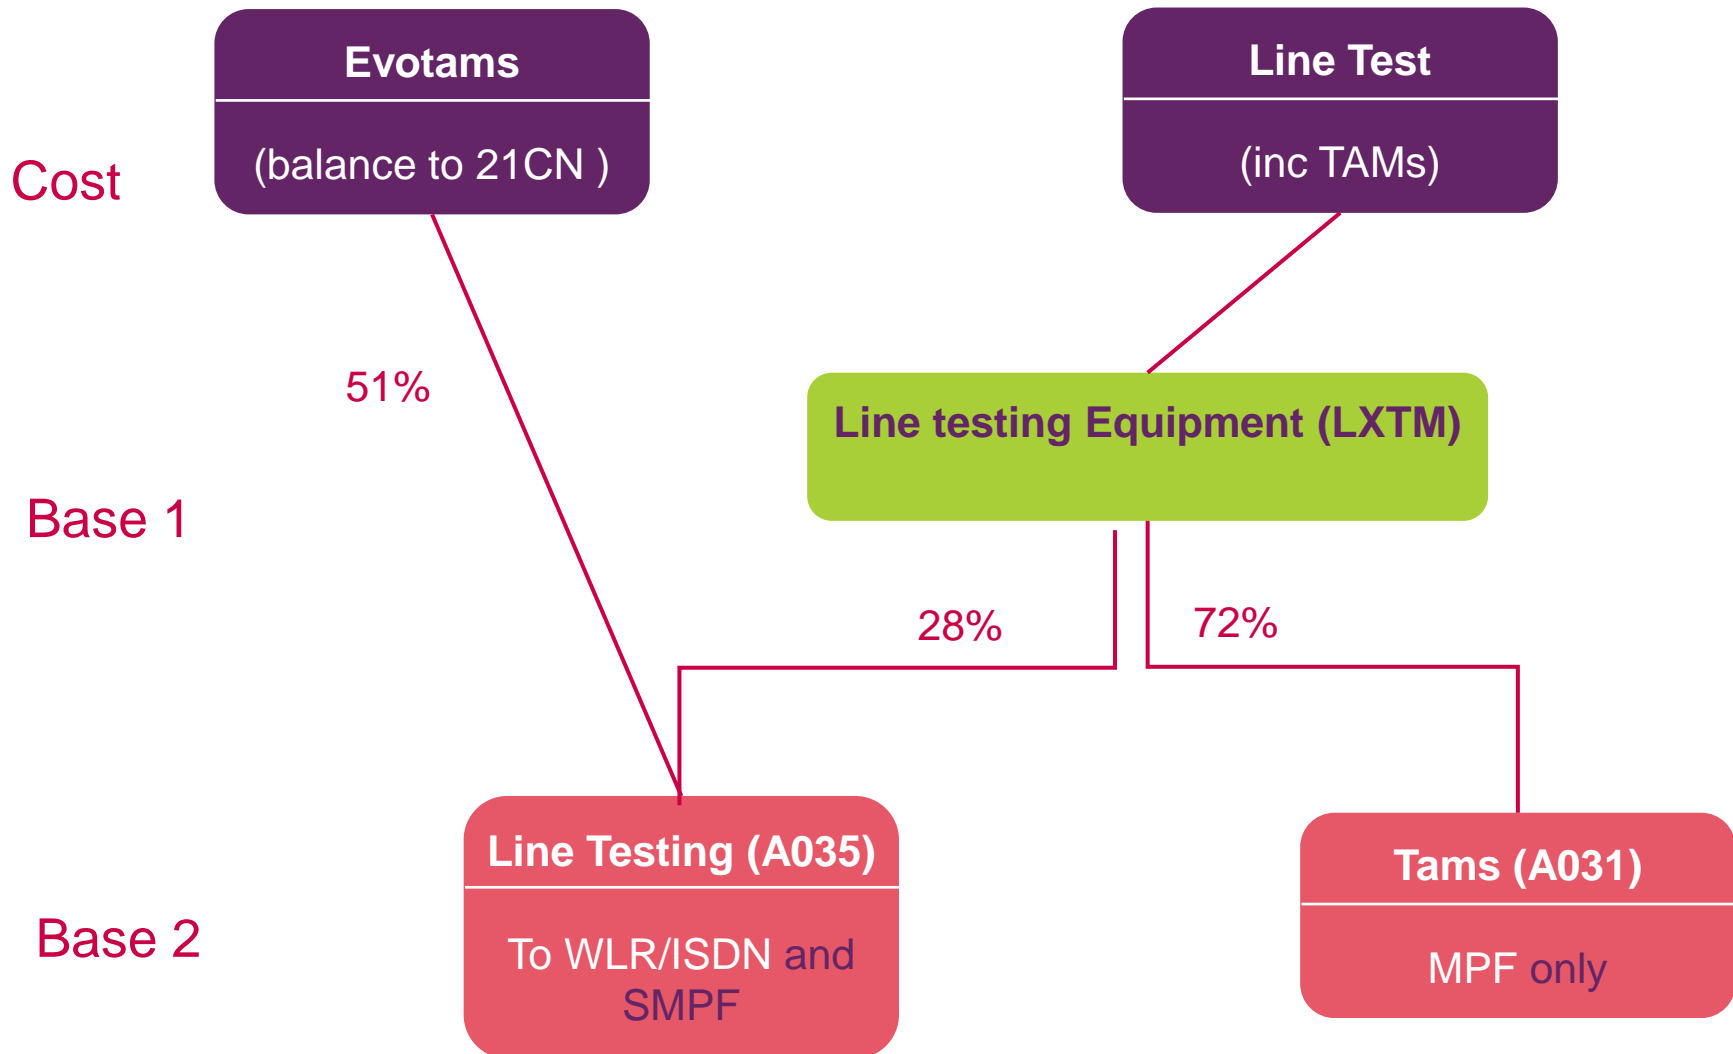 Evotams
(balance to 21CN )
Line Test
(inc TAMs)
Cost
51%
Line testing Equipment (LXTM)
Base 1
28%
72%
Line Testing (A035)
To WLR/ISDN and
SMPF
Tams (A031)
MPF only
Base 2